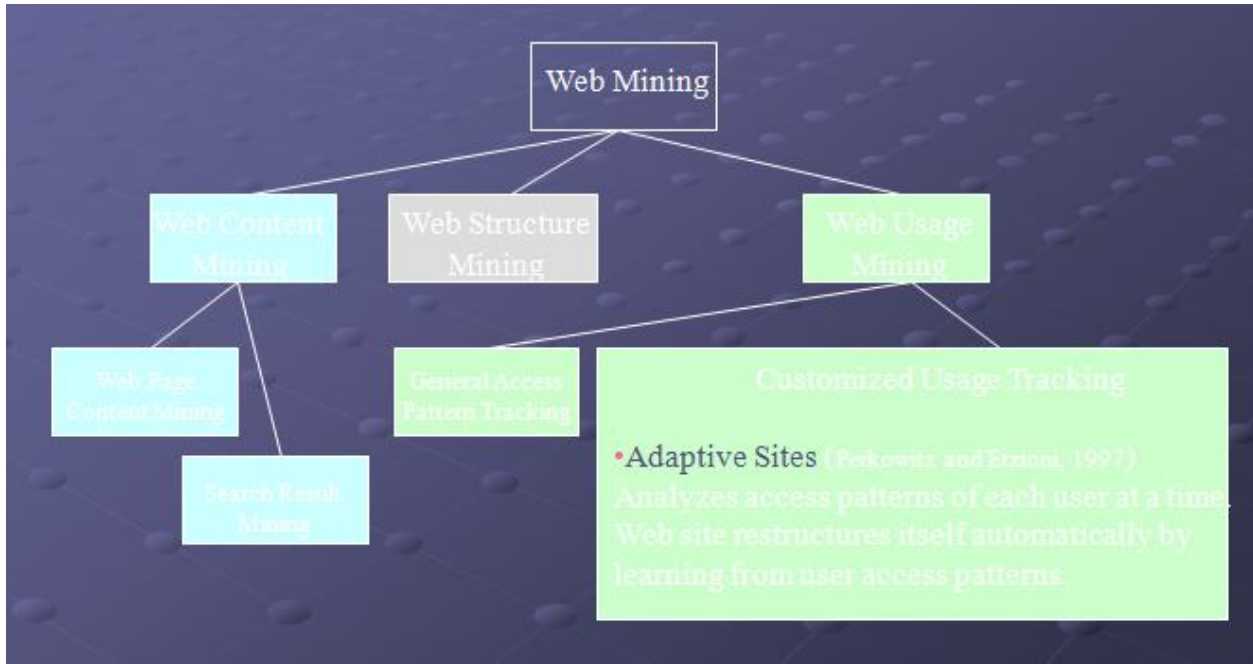 Web Mining
Web Content
Mining
Web Structure
Mining
Web Usage
Mining
Web Page
Content Mining
Search Result
Mining
General Access
Pattern Tracking
Customized Usage Tracking
•Adaptive Sites (Perkowitz and Etzioni, 1997)
Analyzes access patterns of each user at a time.
Web site restructures itself automatically by
learning from user access patterns.